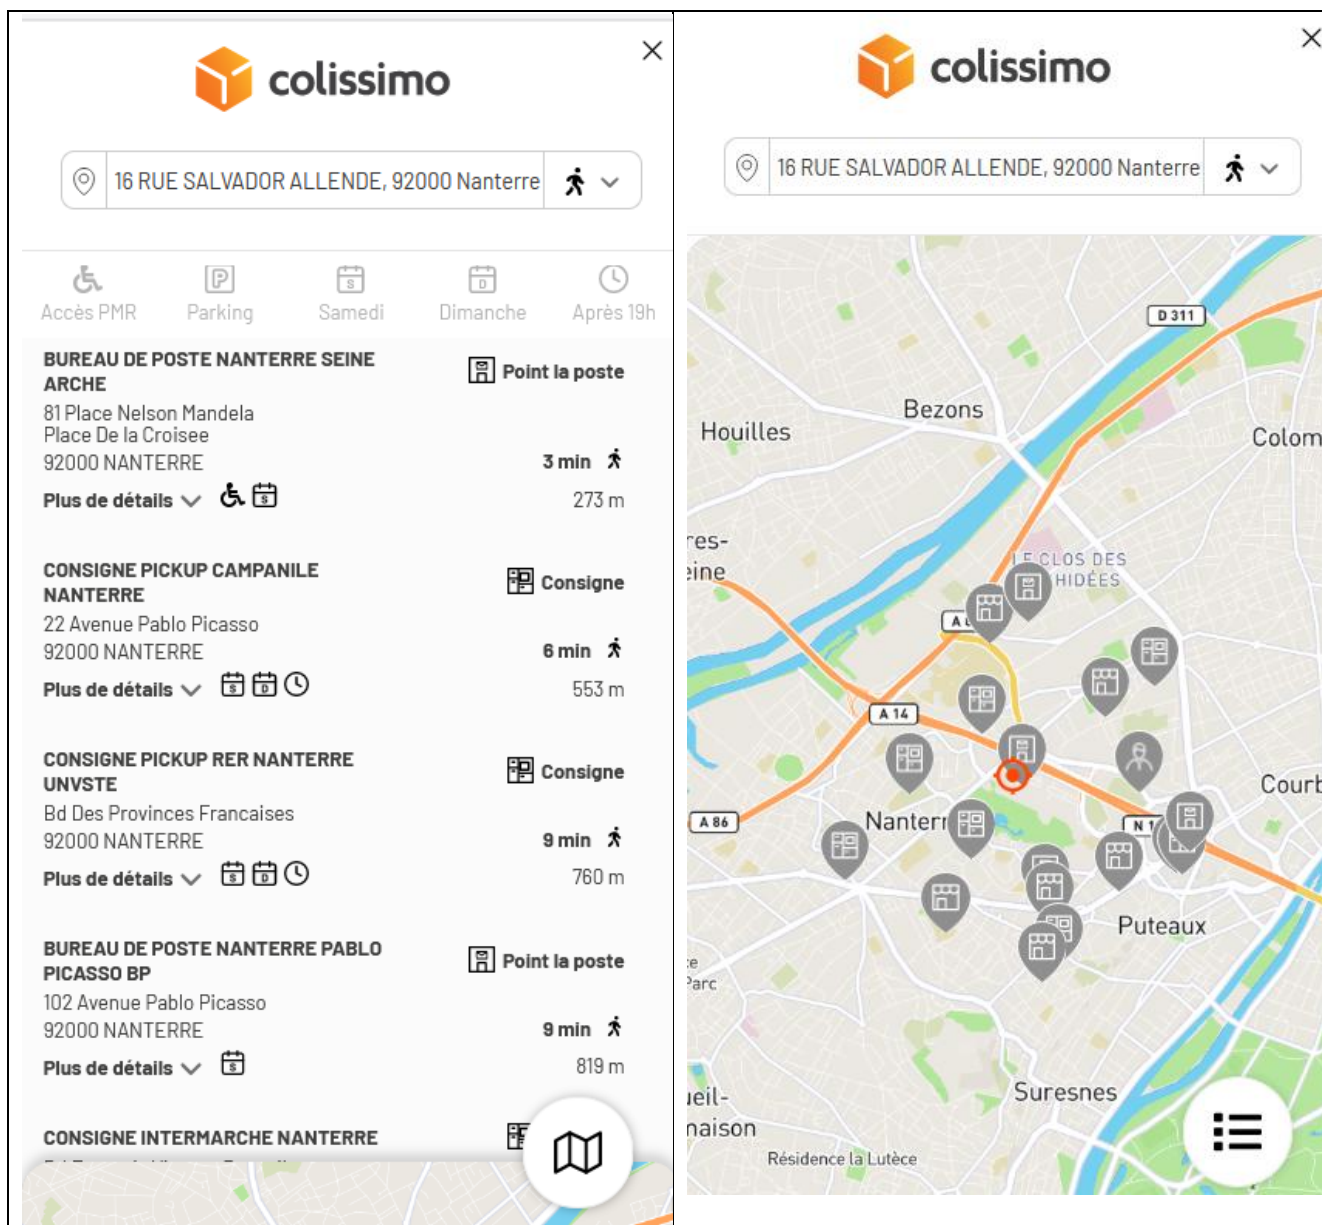 colissimo
16 RUE SALVADOR ALLENDE, 92000 Nanterre
Accès PMR
Parking
Samedi
Dimanche
Après 19h
BUREAU DE POSTE NANTERRE SEINE
ARCHE
Point la poste
81 Place Nelson Mandela
Place De la Croisee
92000 NANTERRE
3 min
Plus de détails
273 m
CONSIGNE PICKUP CAMPANILE
NANTERRE
Consigne
22 Avenue Pablo Picasso
92000 NANTERRE
6 min
Plus de détails
553 m
CONSIGNE PICKUP RER NANTERRE
UNVSTE
Consigne
Bd Des Provinces Francaises
92000 NANTERRE
9 min
Plus de détails
760 m
BUREAU DE POSTE NANTERRE PABLO
PICASSO BP
Point la poste
102 Avenue Pablo Picasso
92000 NANTERRE
9 min
Plus de détails
819 m
CONSIGNE INTERMARCHE NANTERRE
colissimo
16 RUE SALVADOR ALLENDE, 92000 Nanterre
D 311
Bezons
Houilles
Colom
res-
eine
LE CLOS DES
HIDÉES
A 14
Courb
A 86
Nanterr
N 1
Puteaux
Parc
Suresnes
ueil-
maison
Résidence la Lutèce